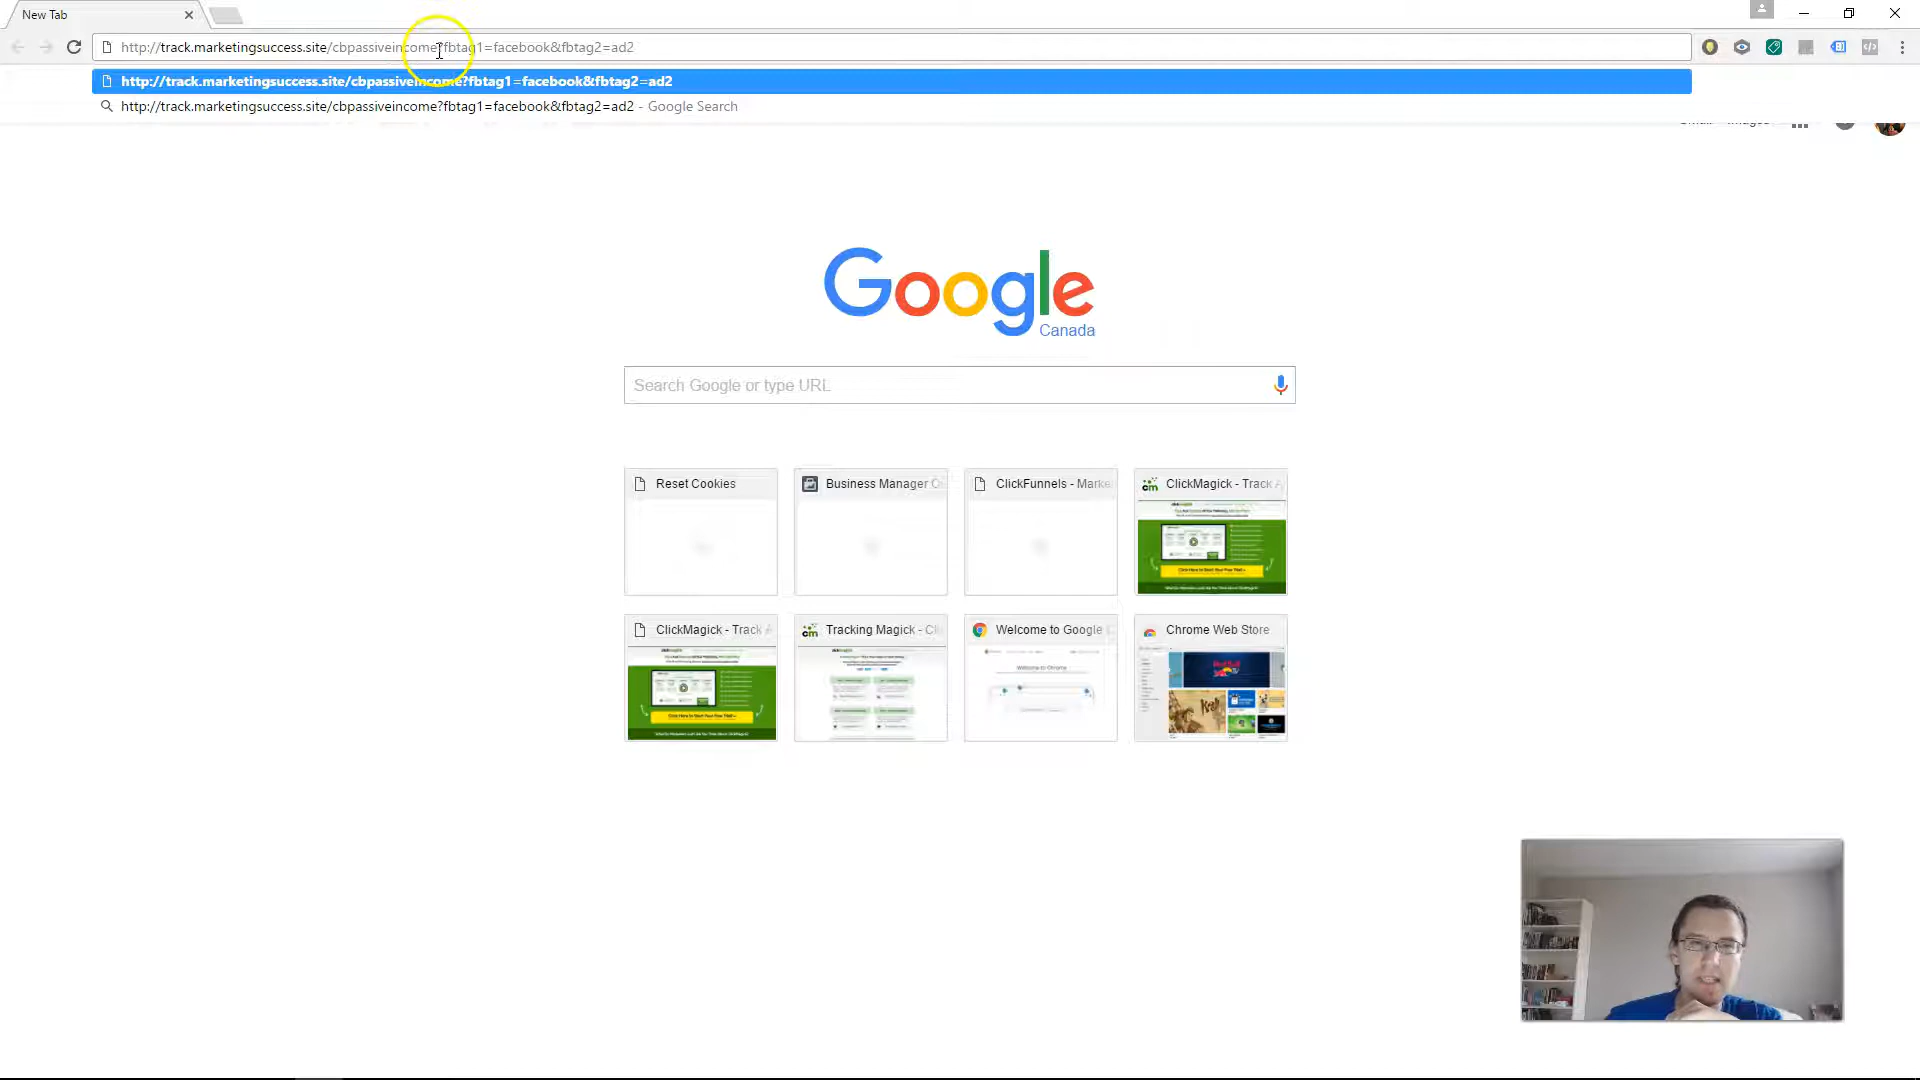 New Tab
http://track.marketingsuccess.site/cbpassiveincome?fbtag1=facebook&fbtag2=ad2
http://track.marketingsuccess.site/cbpassiveincome?fbtag1=facebook&fbtag2=ad2
http://track.marketingsuccess.site/cbpassiveincome?fbtag1=facebook&fbtag2=ad2 - Google Search
Google
Canada
Search Google or type URL
Reset Cookies
Business Manager
ClickFunnels - Marke
ClickMagick - Track A
ClickMagick - Track A
Tracking Magick - Cli
Welcome to Google
Chrome Web Store
Welcome to Chrome